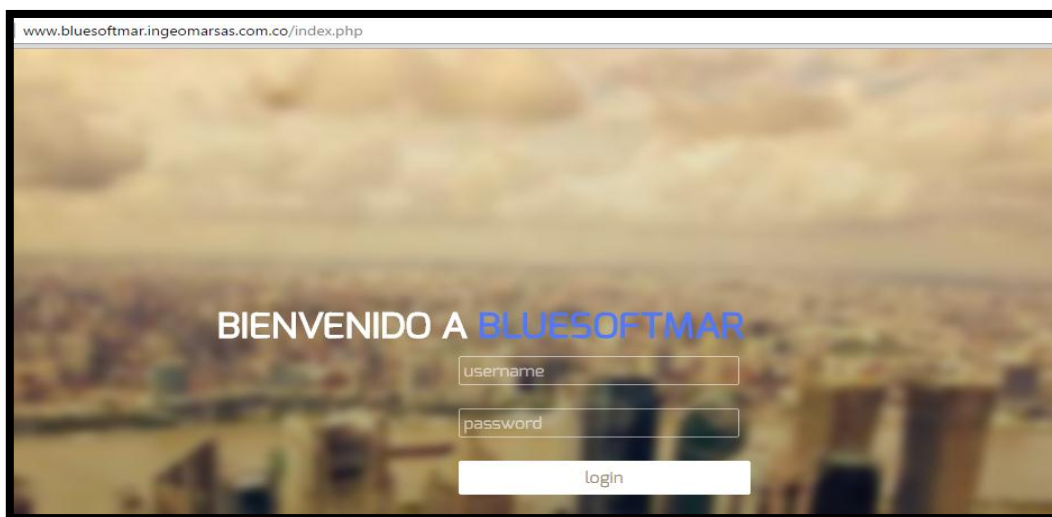 www.bluesoftmar.ingeomarsas.com.co/index.php
BIENVENIDO A BLUESOFTMAR
username
password
login